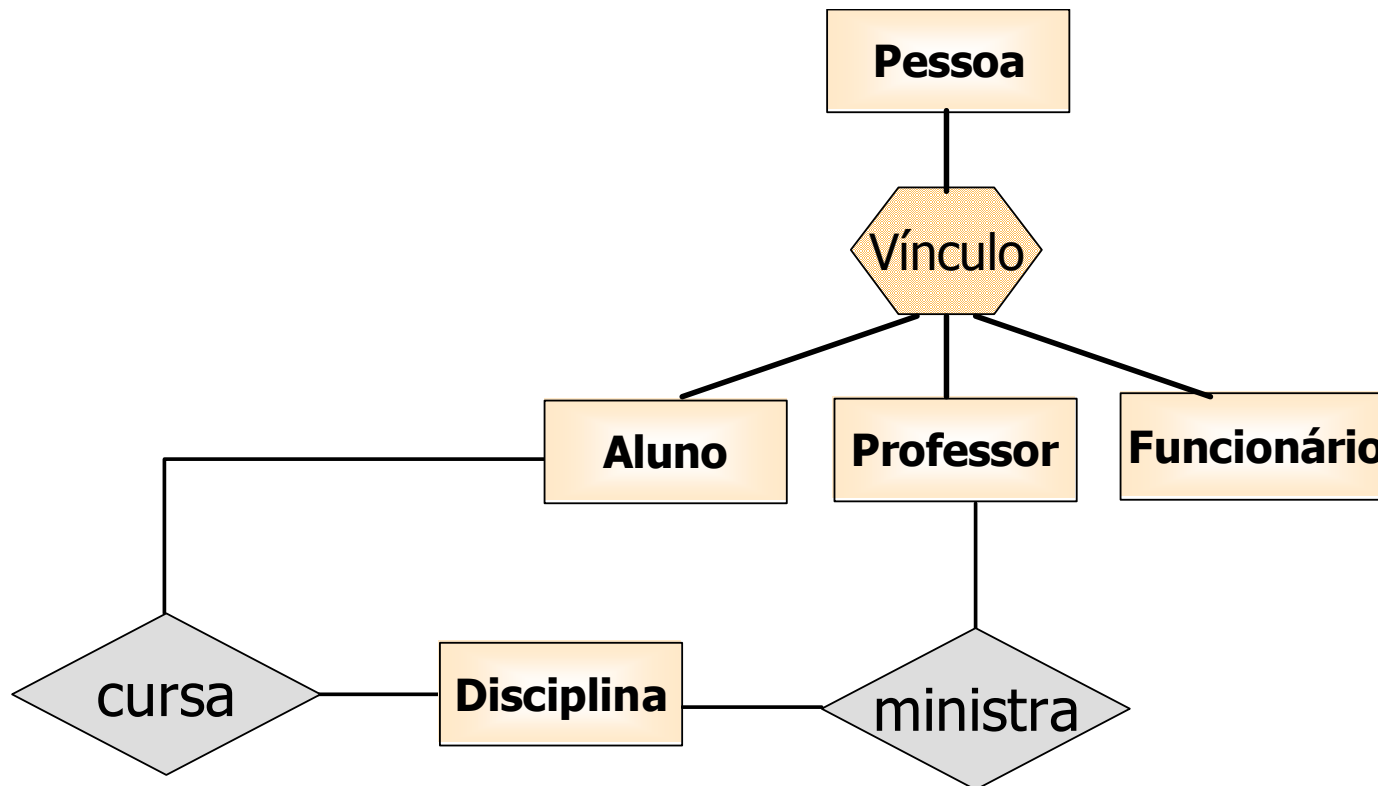 Pessoa
Vínculo
Aluno
Professor
Funcionário
cursa
Disciplina
ministra